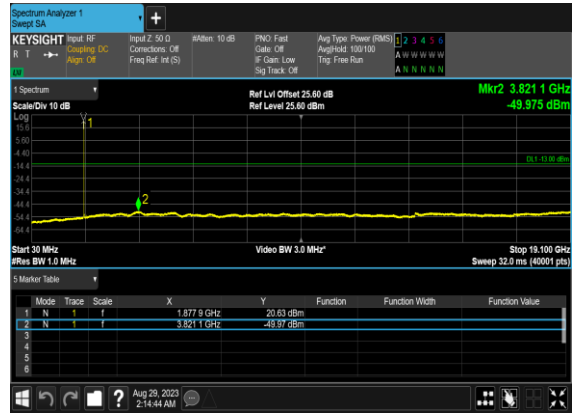 Spectrum Analyzer 1
Swept SA
+
KEYSIGHT Input: RF Input Z: 50 Ω #Atten: 10 dB PNO: Fast Avg Type: Power (RMS) 1 2 3 4 5 6
R T Coupling: DC Corrections: Off Gate: Off Avg|Hold: 100/100 A W W W W W
Align: Off Freq Ref: Int (S) IF Gain: Low Trig: Free Run
Sig Track: Off A N N N N N
1 Spectrum Ref Lvl Offset 25.60 dB Mkr2 3.821 1 GHz
Scale/Div 10 dB Ref Level 25.60 dBm -49.975 dBm
Log
15.6 1
5.60
-4.40
DL1 -13.00 dBm
-14.4
-24.4
-34.4
2
-44.4
-54.4
-64.4
Start 30 MHz Video BW 3.0 MHz* Stop 19.100 GHz
#Res BW 1.0 MHz Sweep 32.0 ms (40001 pts)
5 Marker Table
Mode Trace Scale X Y Function Function Width Function Value
1 N 1 f 1.877 9 GHz 20.63 dBm
2 N 1 f 3.821 1 GHz -49.97 dBm
3
4
5
6
? Aug 29, 2023
2:14:44 AM